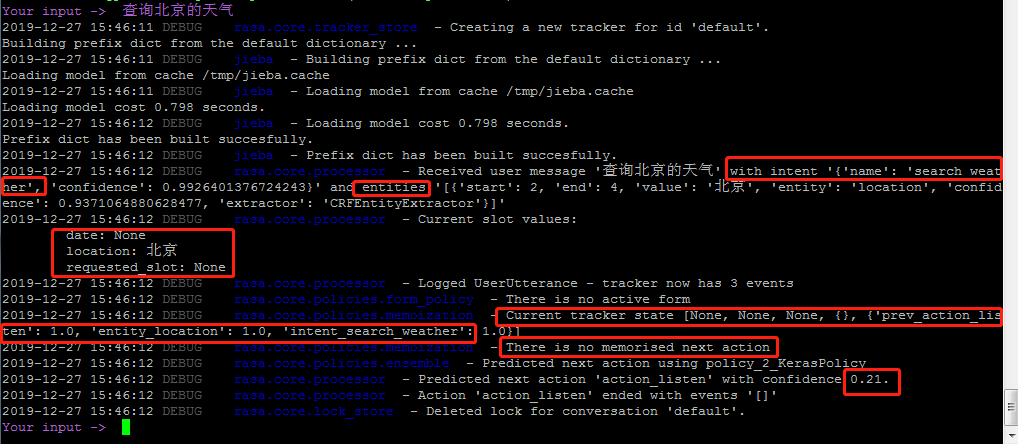 Your input ->  查询北京的天气
2019-12-27 15:46:11 DEBUG    rasa.core.tracker_store  - Creating a new tracker for id 'default'.
Building prefix dict from the default dictionary ...
2019-12-27 15:46:11 DEBUG    jieba  - Building prefix dict from the default dictionary ...
Loading model from cache /tmp/jieba.cache
2019-12-27 15:46:11 DEBUG    jieba  - Loading model from cache /tmp/jieba.cache
Loading model cost 0.798 seconds.
2019-12-27 15:46:12 DEBUG    jieba  - Loading model cost 0.798 seconds.
Prefix dict has been built succesfully.
2019-12-27 15:46:12 DEBUG    jieba  - Prefix dict has been built succesfully.
2019-12-27 15:46:12 DEBUG    rasa.core.processor  - Received user message '查询北京的天气' with intent '{'name': 'search_weat
her', 'confidence': 0.9926401376724243}' and entities '[{'start': 2, 'end': 4, 'value': '北京', 'entity': 'location', 'confid
ence': 0.9371064880628477, 'extractor': 'CRFEntityExtractor'}]'
2019-12-27 15:46:12 DEBUG    rasa.core.processor  - Current slot values:
date: None
location: 北京
requested_slot: None
2019-12-27 15:46:12 DEBUG    rasa.core.processor  - Logged UserUtterance - tracker now has 3 events
2019-12-27 15:46:12 DEBUG    rasa.core.policies.form_policy  - There is no active form
2019-12-27 15:46:12 DEBUG    rasa.core.policies.memoization  - Current tracker state [None, None, None, {}, {'prev_action_lis
ten': 1.0, 'entity_location': 1.0, 'intent_search_weather': 1.0}]
2019-12-27 15:46:12 DEBUG    rasa.core.policies.memoization  - There is no memorised next action
2019-12-27 15:46:12 DEBUG    rasa.core.policies.ensemble  - Predicted next action using policy_2_KerasPolicy
2019-12-27 15:46:12 DEBUG    rasa.core.processor  - Predicted next action 'action_listen' with confidence 0.21.
2019-12-27 15:46:12 DEBUG    rasa.core.processor  - Action 'action_listen' ended with events '[]'
2019-12-27 15:46:12 DEBUG    rasa.core.lock_store  - Deleted lock for conversation 'default'.
Your input ->